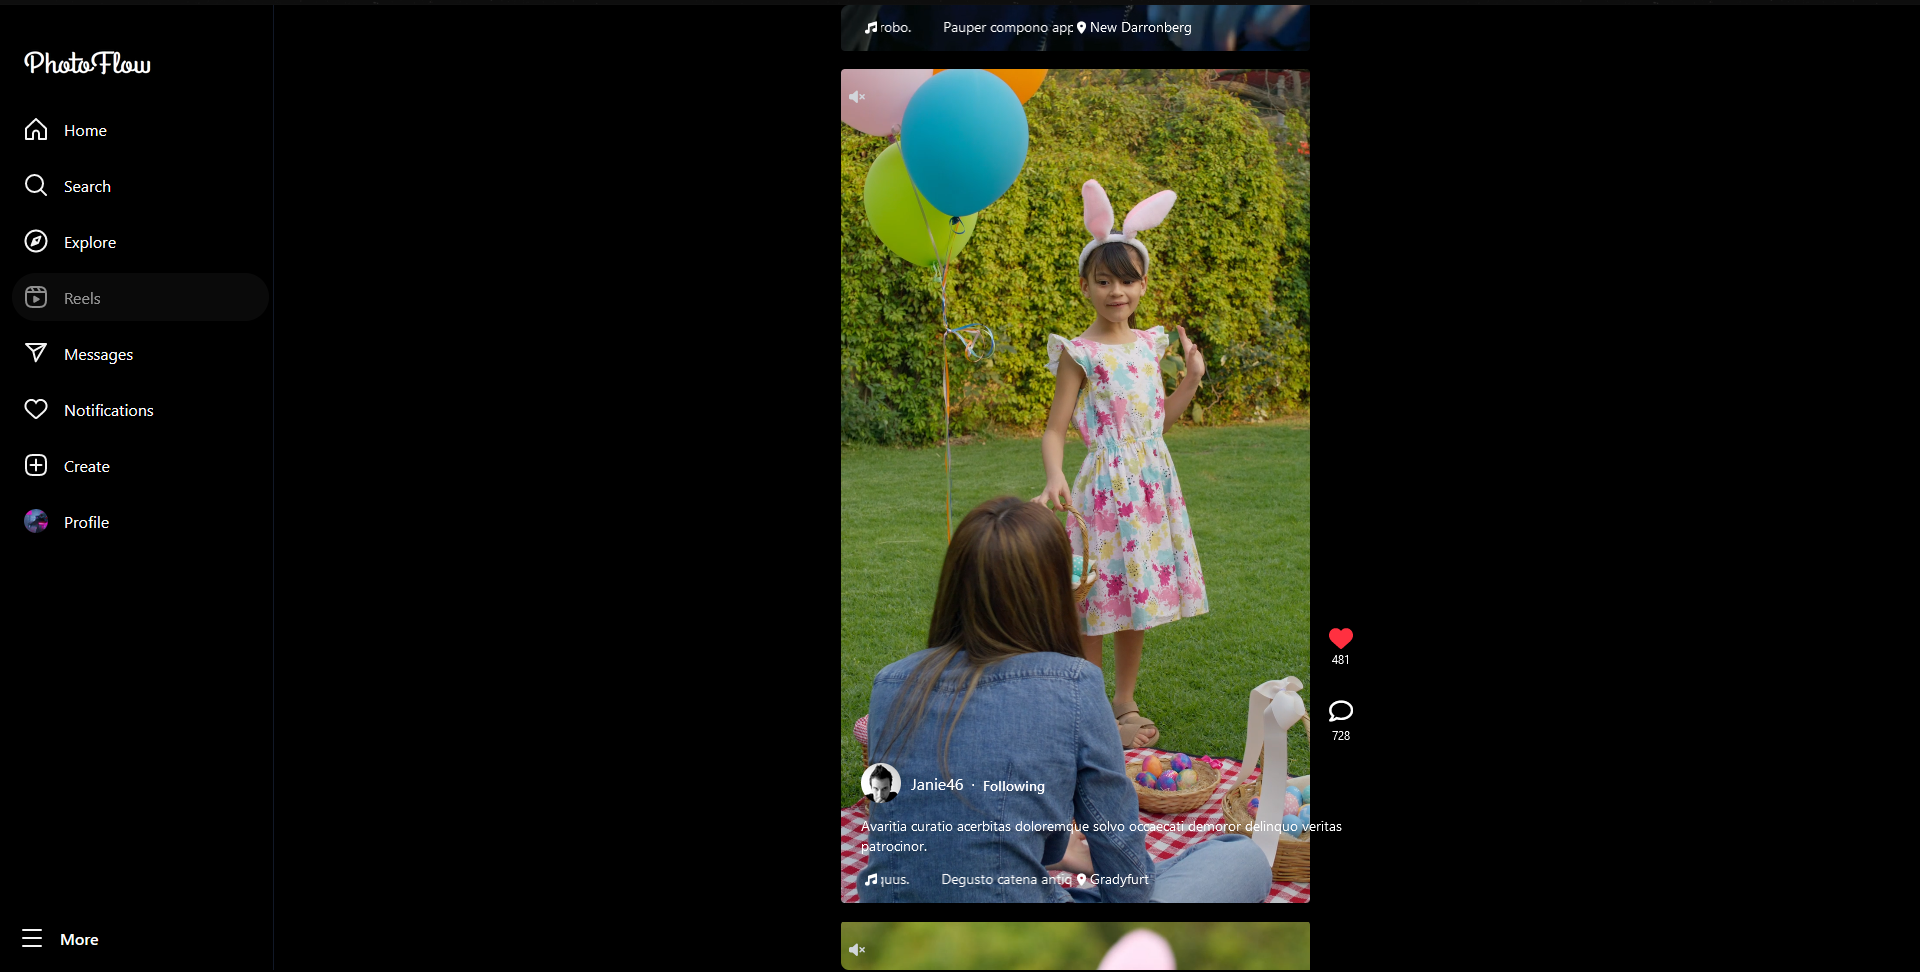 PhotoFlow
Home
Search
Explore
Reels
Messages
Notifications
Create
Profile
More
robo. Pauper compono app New Darronberg
481
728
Janie46 · Following
Avaritia curatio acerbitas doloremque solvo occaecati demoror delinquo veritas
patrocinor.
quus. Degusto catena antiq Gradyfurt